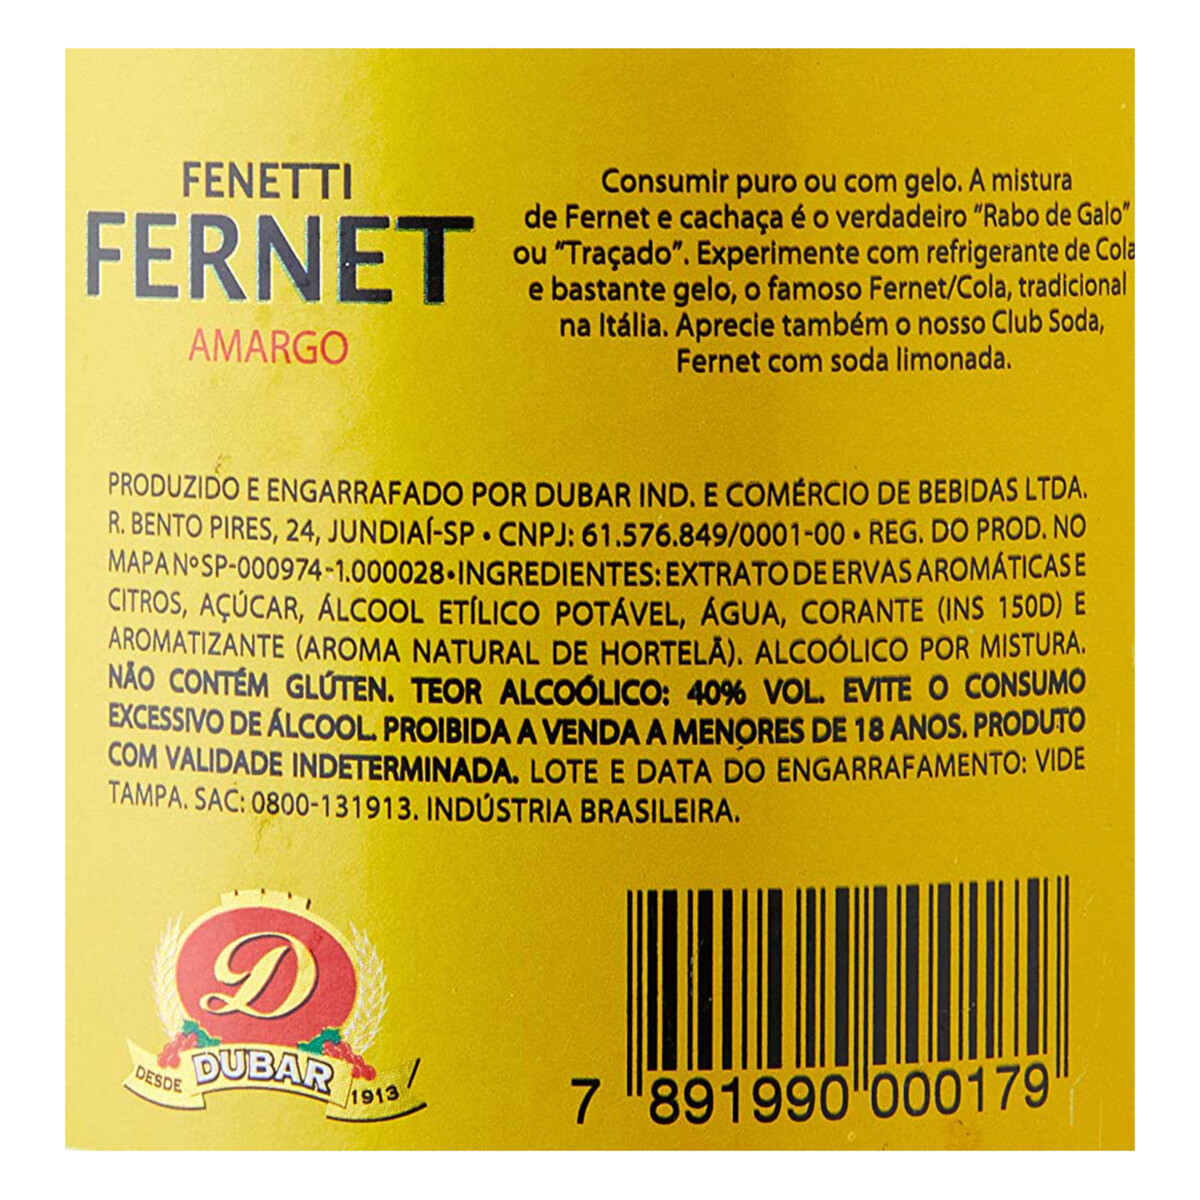 FENETTI
FERNET
AMARGO
Consumir puro ou com gelo. A mistura
de Fernet e cachaça é o verdadeiro "Rabo de Galo"
ou "Traçado". Experimente com refrigerante de Cola
e bastante gelo, o famoso Fernet/Cola, tradicional
na Itália. Aprecie também o nosso Club Soda,
Fernet com soda limonada.
PRODUZIDO E ENGARRAFADO POR DUBAR IND. E COMÉRCIO DE BEBIDAS LTDA.
R. BENTO PIRES, 24, JUNDIAÍ-SP • CNPJ: 61.576.849/0001-00 • REG. DO PROD. NO
MAPA Nº SP-000974-1.000028 • INGREDIENTES: EXTRATO DE ERVAS AROMÁTICAS E
CITROS, AÇÚCAR, ÁLCOOL ETÍLICO POTÁVEL, ÁGUA, CORANTE (INS 150D) E
AROMATIZANTE (AROMA NATURAL DE HORTELÃ). ALCOÓLICO POR MISTURA.
NÃO CONTÉM GLÚTEN. TEOR ALCOÓLICO: 40% VOL. EVITE O CONSUMO
EXCESSIVO DE ÁLCOOL. PROIBIDA A VENDA A MENORES DE 18 ANOS. PRODUTO
COM VALIDADE INDETERMINADA. LOTE E DATA DO ENGARRAFAMENTO: VIDE
TAMPA. SAC: 0800-131913. INDÚSTRIA BRASILEIRA.
D
DUBAR
DESDE 1913
7 891990 000179